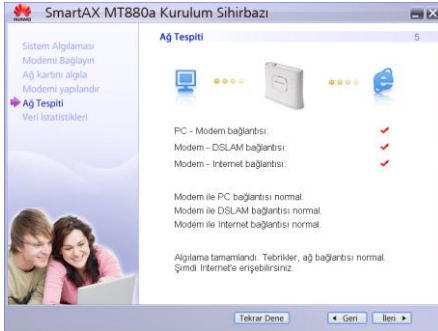 HUAWEI
SmartAX MT880a Kurulum Sihirbazı
Sistem Algılaması
Modemi Bağlayın
Ağ kartını algıla
Modemi yapılandır
Ağ Tespiti
Veri İstatistikleri
Ağ Tespiti
5
PC - Modem bağlantısı:
Modem - DSLAM bağlantısı:
Modem - Internet bağlantısı:
Modem ile PC bağlantısı normal.
Modem ile DSLAM bağlantısı normal.
Modem ile Internet bağlantısı normal.
Algılama tamamlandı. Tebrikler, ağ bağlantısı normal.
Şimdi Internet'e erişebilirsiniz.
Tekrar Dene
Geri
İleri